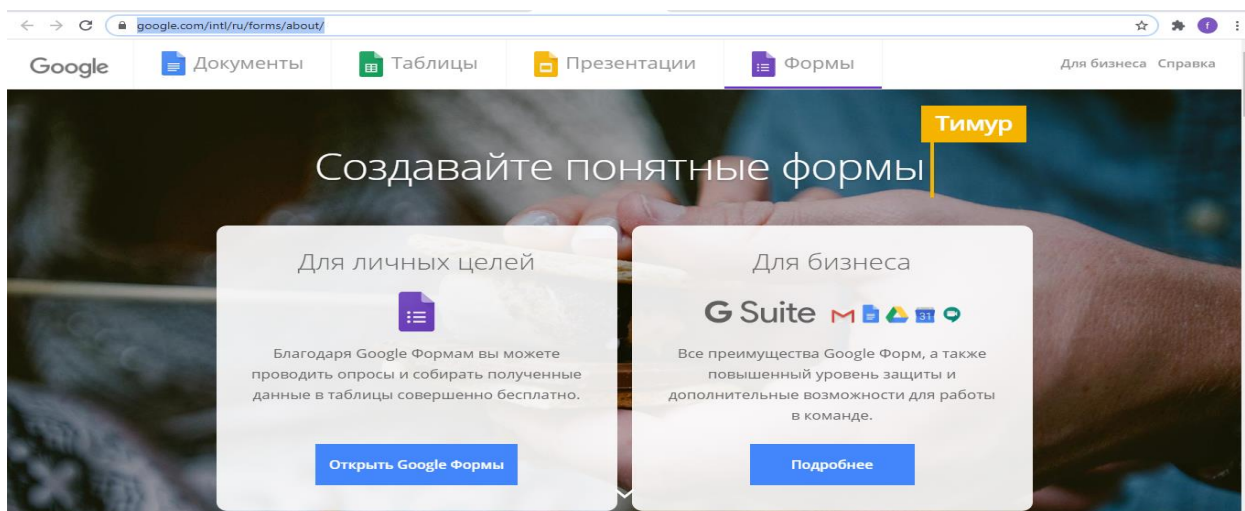 google.com/intl/ru/forms/about/
Google Документы Таблицы Презентации Формы Для бизнеса Справка
Тимур
Создавайте понятные формы
Для личных целей
Благодаря Google Формам вы можете
проводить опросы и собирать полученные
данные в таблицы совершенно бесплатно.
Открыть Google Формы
Для бизнеса
G Suite 31
Все преимущества Google Форм, а также
повышенный уровень защиты и
дополнительные возможности для работы
в команде.
Подробнее